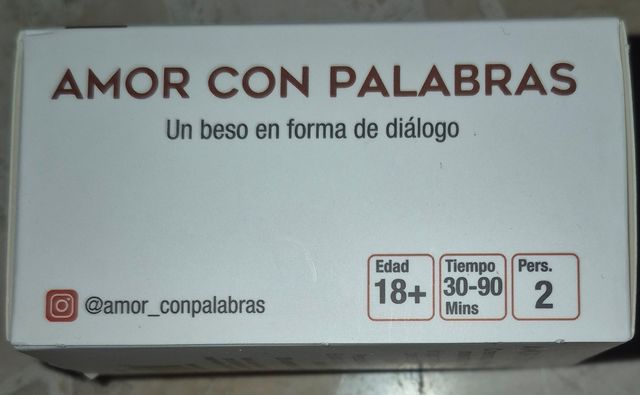 AMOR CON PALABRAS
Un beso en forma de diálogo
@amor_conpalabras
Edad
18+
Tiempo
30-90
Mins
Pers.
2